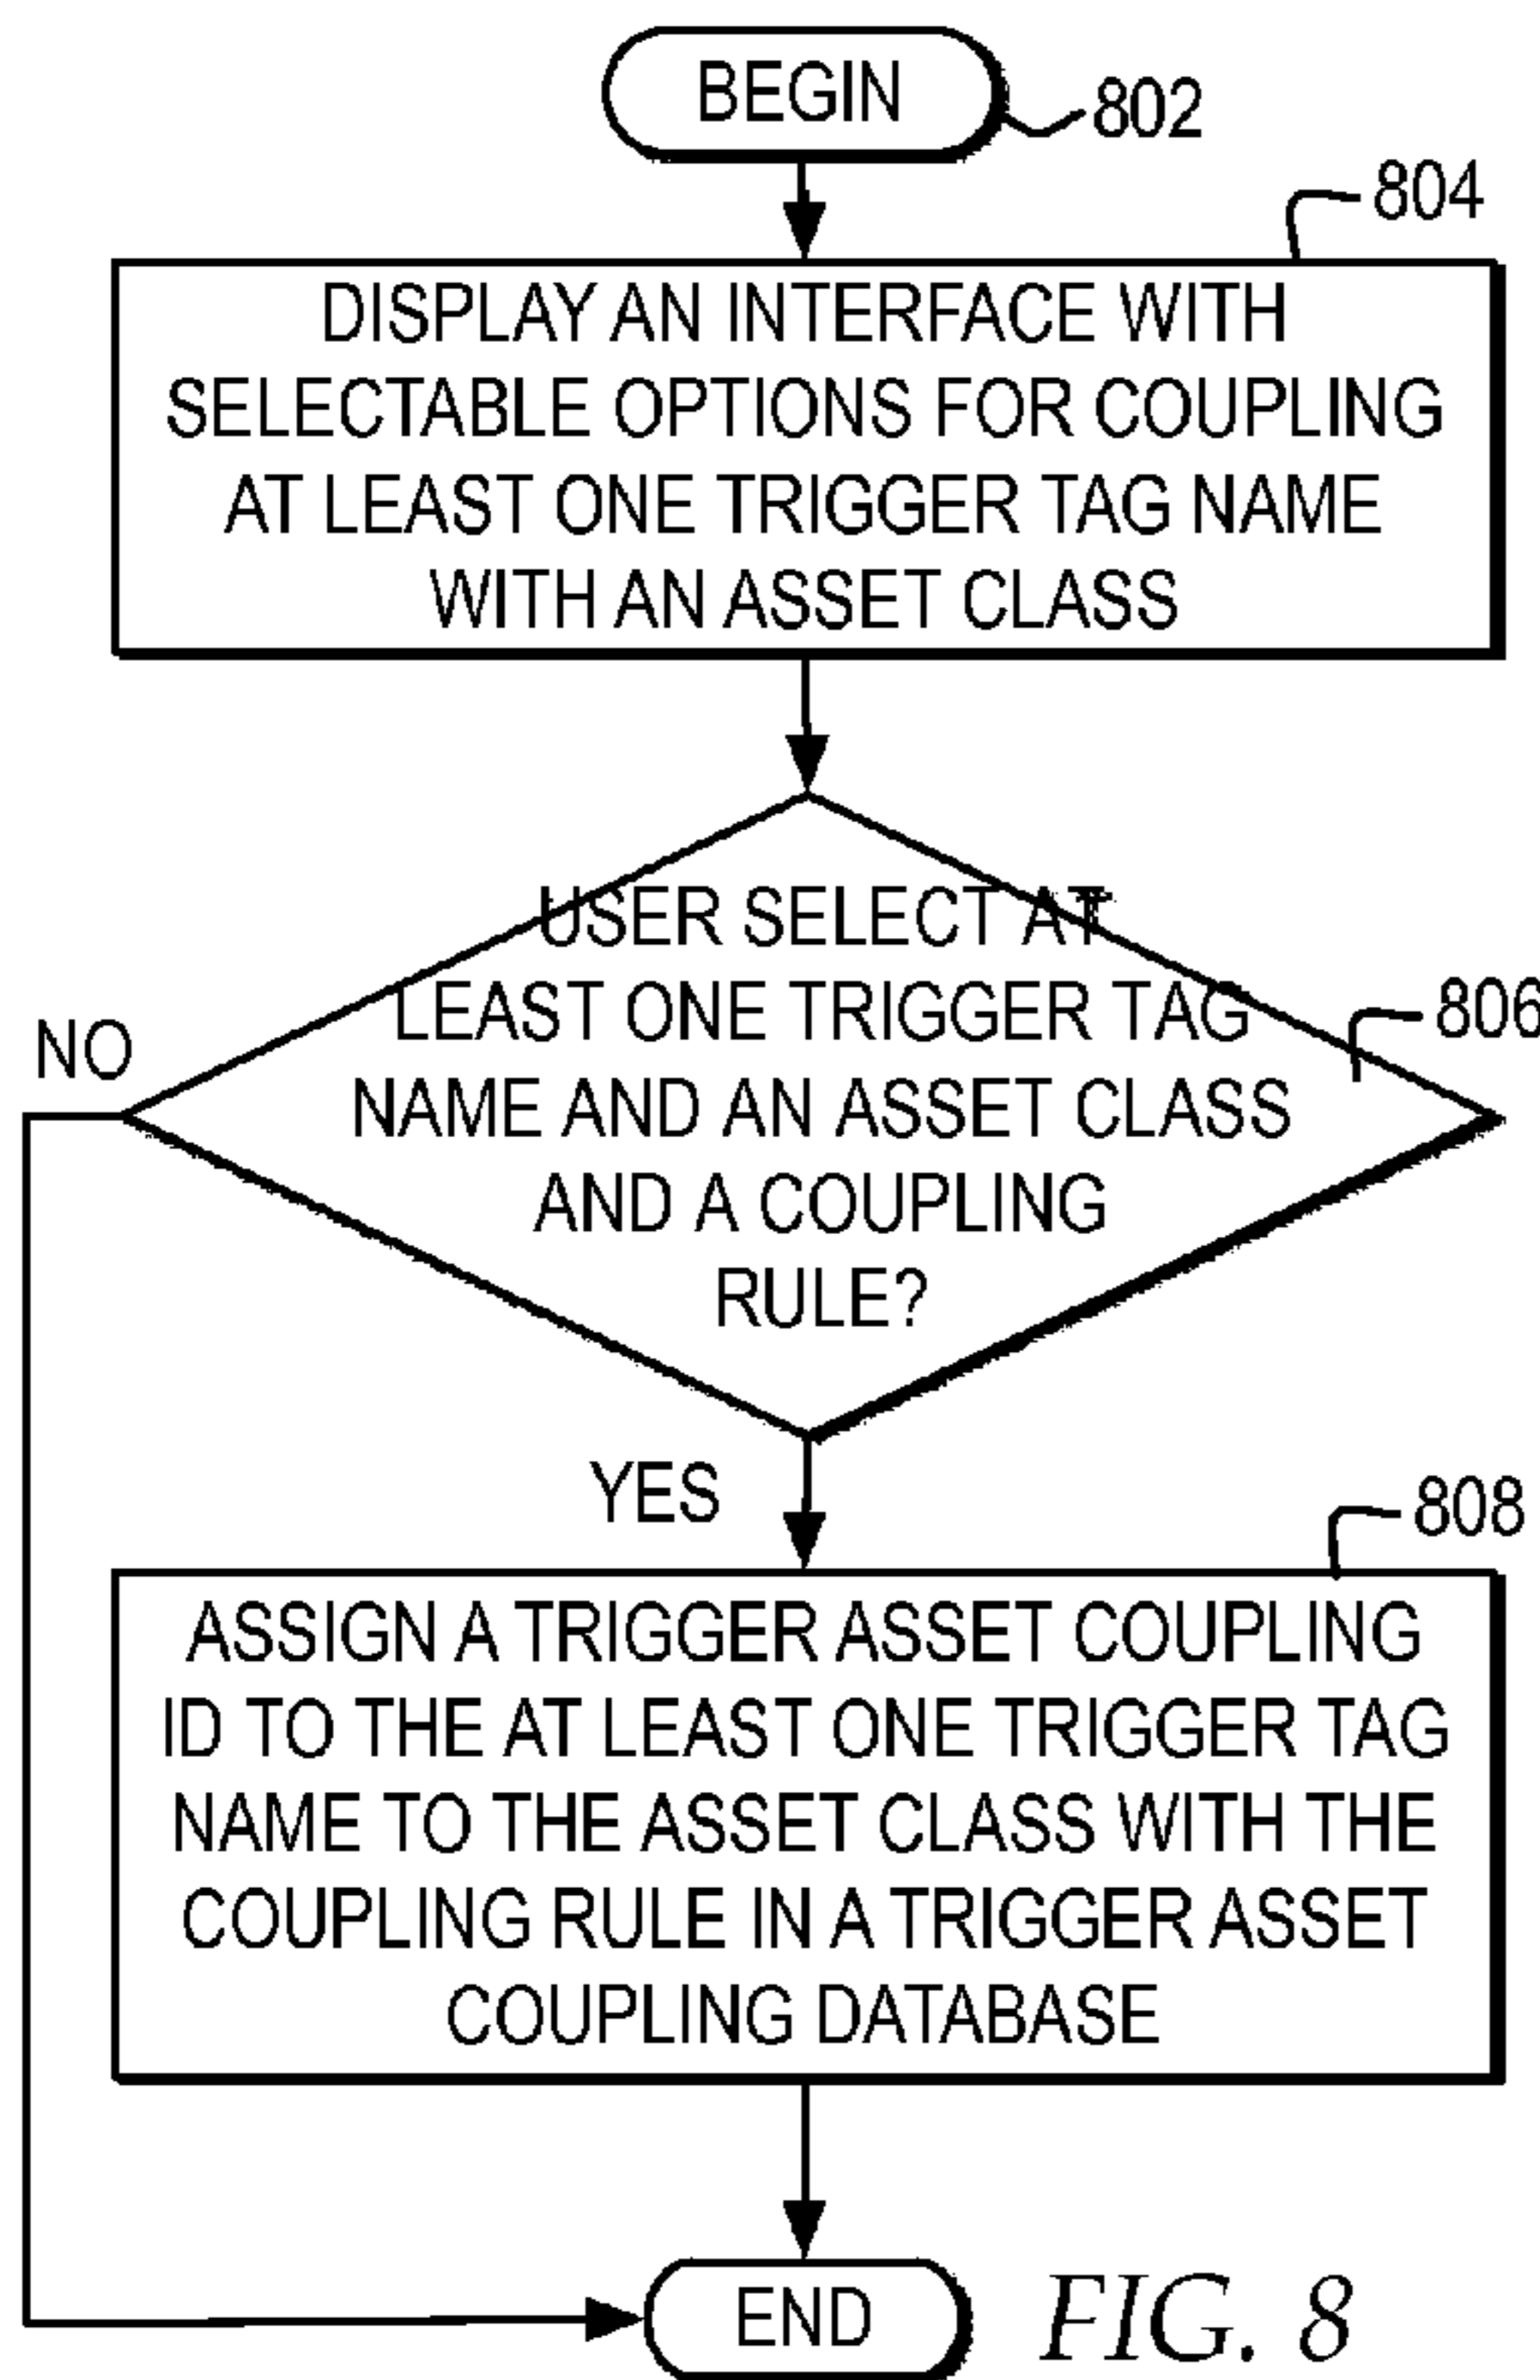 BEGIN
802
804
DISPLAY AN INTERFACE WITH
SELECTABLE OPTIONS FOR COUPLING
AT LEAST ONE TRIGGER TAG NAME
WITH AN ASSET CLASS
USER SELECT AT
LEAST ONE TRIGGER TAG
NAME AND AN ASSET CLASS
AND A COUPLING
RULE?
806
NO
YES
808
ASSIGN A TRIGGER ASSET COUPLING
ID TO THE AT LEAST ONE TRIGGER TAG
NAME TO THE ASSET CLASS WITH THE
COUPLING RULE IN A TRIGGER ASSET
COUPLING DATABASE
END
FIG. 8